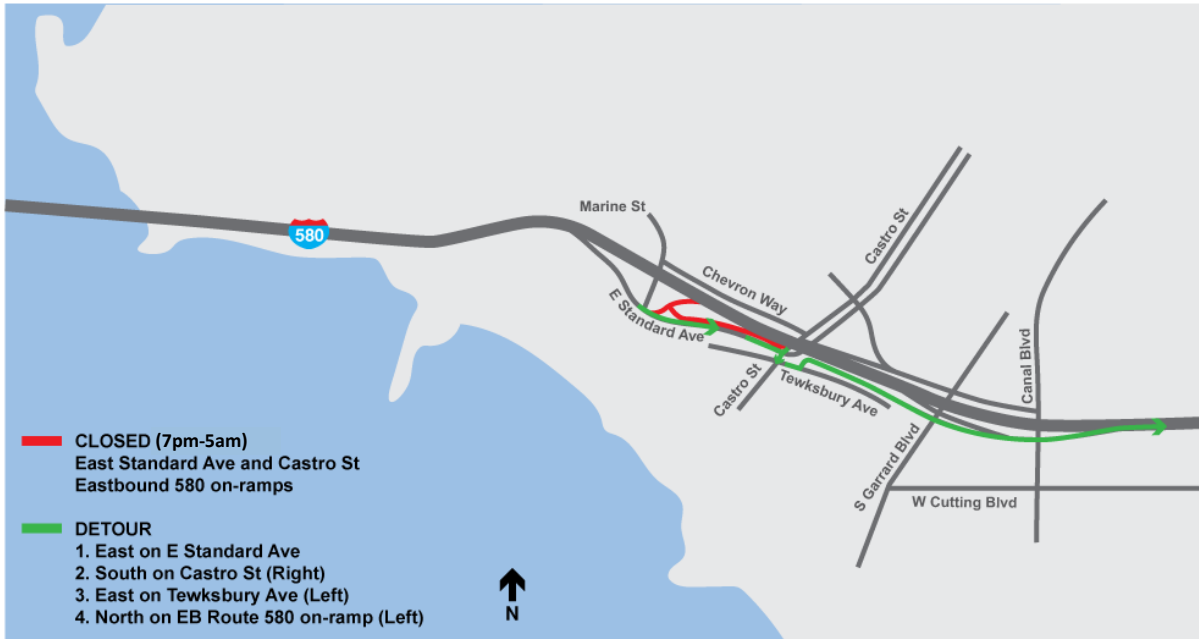 Marine St
580
Chevron Way
Castro St
E Standard Ave
Castro St
Tewksbury Ave
Canal Blvd
S Garrard Blvd
W Cutting Blvd
CLOSED (7pm-5am)
East Standard Ave and Castro St
Eastbound 580 on-ramps
DETOUR
1. East on E Standard Ave
2. South on Castro St (Right)
3. East on Tewksbury Ave (Left)
4. North on EB Route 580 on-ramp (Left)
N